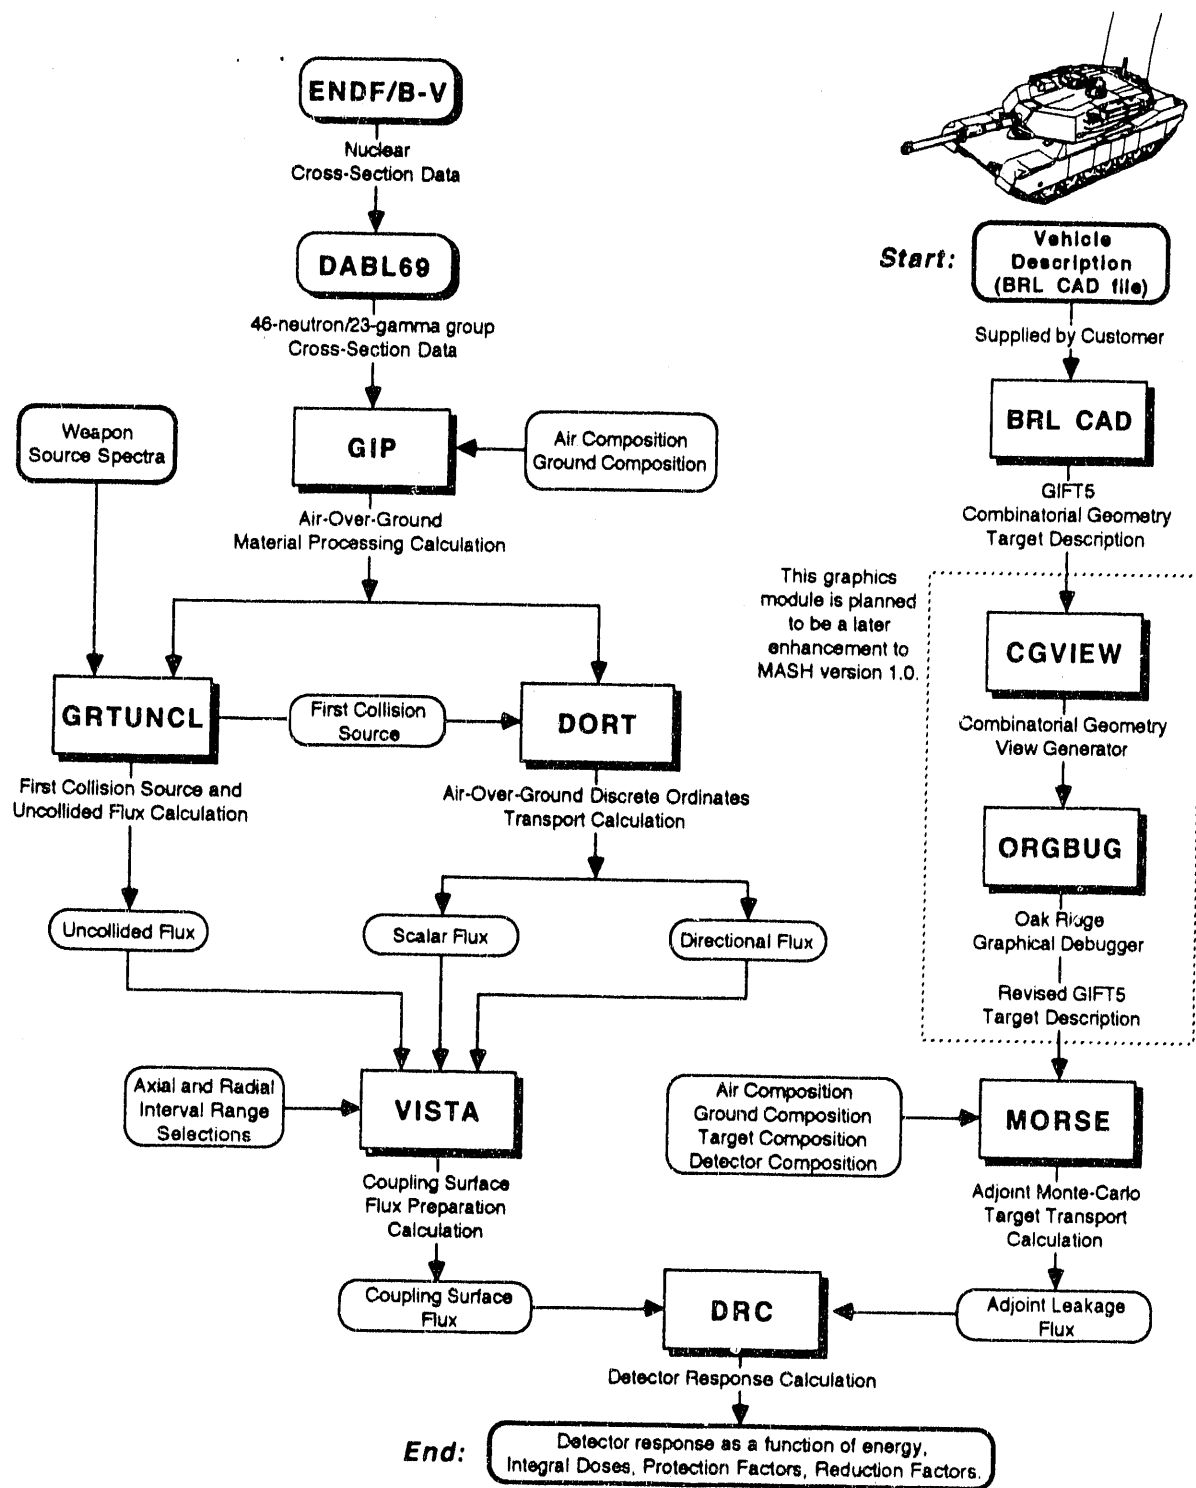 ENDF/B-V
Nuclear
Cross-Section Data
DABL69
46-neutron/23-gamma group
Cross-Section Data
Weapon
Source Spectra
GIP
Air Composition
Ground Composition
Air-Over-Ground
Material Processing Calculation
GRTUNCL
First Collision
Source
DORT
First Collision Source and
Uncollided Flux Calculation
Air-Over-Ground Discrete Ordinates
Transport Calculation
Uncollided Flux
Scalar Flux
Directional Flux
Axial and Radial
Interval Range
Selections
VISTA
Coupling Surface
Flux Preparation
Calculation
Coupling Surface
Flux
Start:
Vehicle
Description
(BRL CAD file)
Supplied by Customer
BRL CAD
GIFT5
Combinatorial Geometry
Target Description
This graphics
module is planned
to be a later
enhancement to
MASH version 1.0.
CGVIEW
Combinatorial Geometry
View Generator
ORGBUG
Oak Ridge
Graphical Debugger
Revised GIFT5
Target Description
Air Composition
Ground Composition
Target Composition
Detector Composition
MORSE
Adjoint Monte-Carlo
Target Transport
Calculation
Adjoint Leakage
Flux
DRC
Detector Response Calculation
End:
Detector response as a function of energy,
Integral Doses, Protection Factors, Reduction Factors.